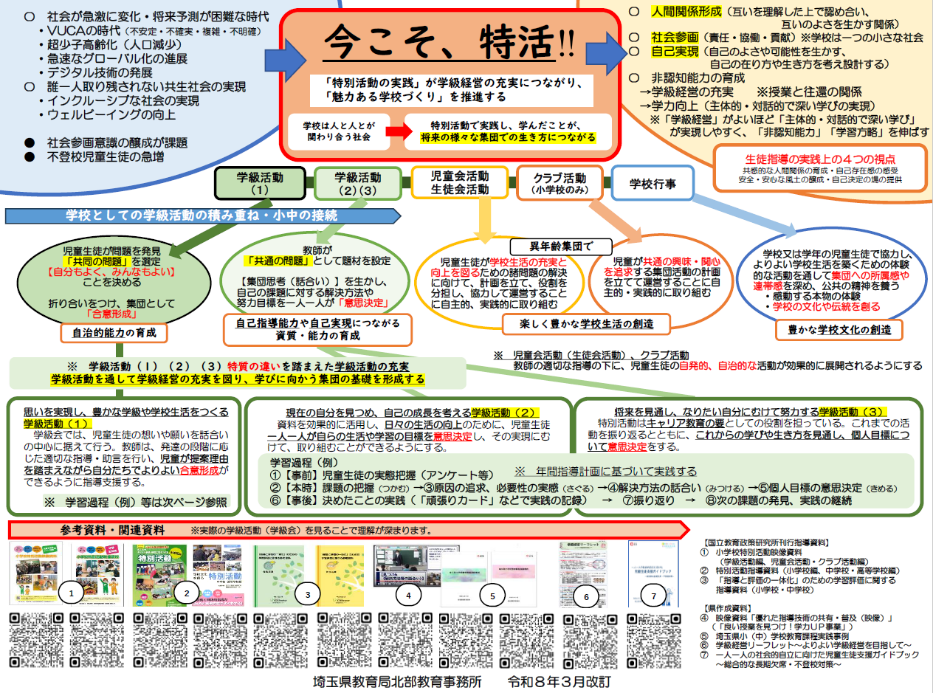 ○ 社会が急激に変化・将来予測が困難な時代
・VUCAの時代（不安定・不確実・複雑・不明確）
・超少子高齢化（人口減少）
・急速なグローバル化の進展
・デジタル技術の発展
○ 誰一人取り残されない共生社会の実現
・インクルーシブな社会の実現
・ウェルビーイングの向上
● 社会参画意識の醸成が課題
● 不登校児童生徒の急増
今こそ、特活!!
「特別活動の実践」が学級経営の充実につながり、
「魅力ある学校づくり」を推進する
学校は人と人とが
関わり合う社会
特別活動で実践し、学んだことが、
将来の様々な集団での生き方につながる
○ 人間関係形成（互いを理解した上で認め合い、
互いのよさを生かす関係）
○ 社会参画（責任・協働・貢献）※学校は一つの小さな社会
○ 自己実現（自己のよさや可能性を生かす、
自己の在り方や生き方を考え設計する）
○ 非認知能力の育成
→学級経営の充実 ※授業と往還の関係
→学力向上（主体的・対話的で深い学びの実現）
※「学級経営」がよいほど「主体的・対話的で深い学び」
が実現しやすく、「非認知能力」「学習方略」を伸ばす
生徒指導の実践上の４つの視点
共感的な人間関係の育成・自己存在感の感受
安全・安心な風土の醸成・自己決定の場の提供
学級活動
（1）
学級活動
（2）（3）
児童会活動
生徒会活動
クラブ活動
（小学校のみ）
学校行事
学校としての学級活動の積み重ね・小中の接続
児童生徒が問題を発見
「共同の問題」を選定
【自分もよく、みんなもよい】
ことを決める
折り合いをつけ、集団として
「合意形成」
自治的能力の育成
教師が
「共通の問題」として題材を設定
【集団思考（話合い）】を生かし、
自己の課題に対する解決方法や
努力目標を一人一人が「意思決定」
自己指導能力や自己実現につながる
資質・能力の育成
異年齢集団で
児童生徒が学校生活の充実と
向上を図るための諸問題の解決
に向けて、計画を立て、役割を
分担し、協力して運営すること
に自主的、実践的に取り組む
児童が共通の興味・関心
を追求する集団活動の計画
を立てて運営することに自
主的・実践的に取り組む
楽しく豊かな学校生活の創造
学校又は学年の児童生徒で協力し、
よりよい学校生活を築くための体験
的な活動を通して集団への所属感や
連帯感を深め、公共の精神を養う
・感動する本物の体験
・学校の文化や伝統を創る
豊かな学校文化の創造
※ 学級活動（1）（2）（3）特質の違いを踏まえた学級活動の充実
学級活動を通して学級経営の充実を図り、学びに向かう集団の基礎を形成する
※ 児童会活動（生徒会活動）、クラブ活動
教師の適切な指導の下に、児童生徒の自発的、自治的な活動が効果的に展開されるようにする
思いを実現し、豊かな学級や学校生活をつくる
学級活動（1）
学級会では、児童生徒の想いや願いを話合い
の中心に据えて行う。教師は、発達の段階に応
じた適切な指導・助言を行い、児童が提案理由
を踏まえながら自分たちでよりよい合意形成が
できるように指導支援する。
※ 学習過程（例）等は次ページ参照
現在の自分を見つめ、自己の成長を考える学級活動（2）
資料を効果的に活用し、日々の生活の向上のために、児童生徒
一人一人が自らの生活や学習の目標を意思決定し、その実現にむ
けて、取り組むことができるようにする。
将来を見通し、なりたい自分にむけて努力する学級活動（3）
特別活動はキャリア教育の要としての役割を担っている。これまでの活
動を振り返るとともに、これからの学びや生き方を見通し、個人目標につ
いて意思決定をする。
学習過程（例）
※ 年間指導計画に基づいて実践する
①【事前】児童生徒の実態把握（アンケート等）
②【本時】課題の把握（つかむ）→③原因の追求、必要性の実感（さぐる）→④解決方法の話合い（みつける）→⑤個人目標の意思決定（きめる）
⑥【事後】決めたことの実践（「頑張りカード」などで実践の記録） → ⑦振り返り → ⑧次の課題の発見、実践の継続
参考資料・関連資料 ※実際の学級活動（学級会）を見ることで理解が深まります。
特別活動
特別活動
1
2
3
4
5
6
7
【国立教育政策研究所刊行指導資料】
① 小学校特別活動映像資料
（学級活動編、児童会活動・クラブ活動編）
② 特別活動指導資料（小学校編、中学校・高等学校編）
③ 「指導と評価の一体化」のための学習評価に関する
指導資料（小学校・中学校）
【県作成資料】
④ 映像資料「優れた指導技術の共有・普及（映像）」
（「良い授業を見つけ！学力ＵＰ事業」）
⑤ 埼玉県小（中）学校教育課程実践事例
⑥ 学級経営リーフレット～よりよい学級経営を目指して～
⑦ 一人一人の社会的自立に向けた児童生徒支援ガイドブック
～総合的な長期欠席・不登校対策～
埼玉県教育局北部教育事務所 令和８年３月改訂